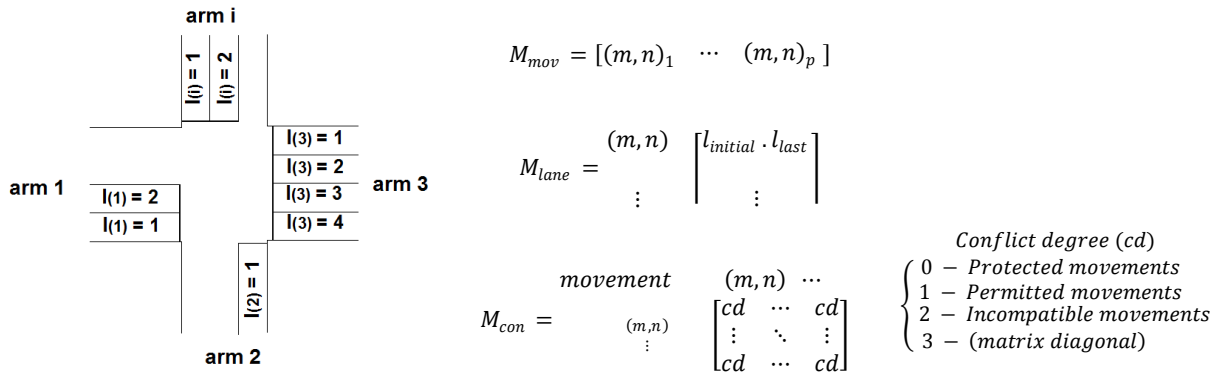 arm i
l(i) = 1
l(i) = 2
l(3) = 1
l(3) = 2
arm 1
l(3) = 3
arm 3
l(1) = 2
l(3) = 4
l(1) = 1
l(2) = 1
arm 2
M_mov = [(m, n)_1 ⋯ (m, n)_p ]
(m, n) [l_initial . l_last]
M_lane =
⋮ ⋮
Conflict degree (cd)
movement (m, n) ⋯
0 − Protected movements
1 − Permitted movements
2 − Incompatible movements
3 − (matrix diagonal)
M_con =
(m,n) [cd ⋯ cd]
⋮ ⋮ ⋱ ⋮
cd ⋯ cd